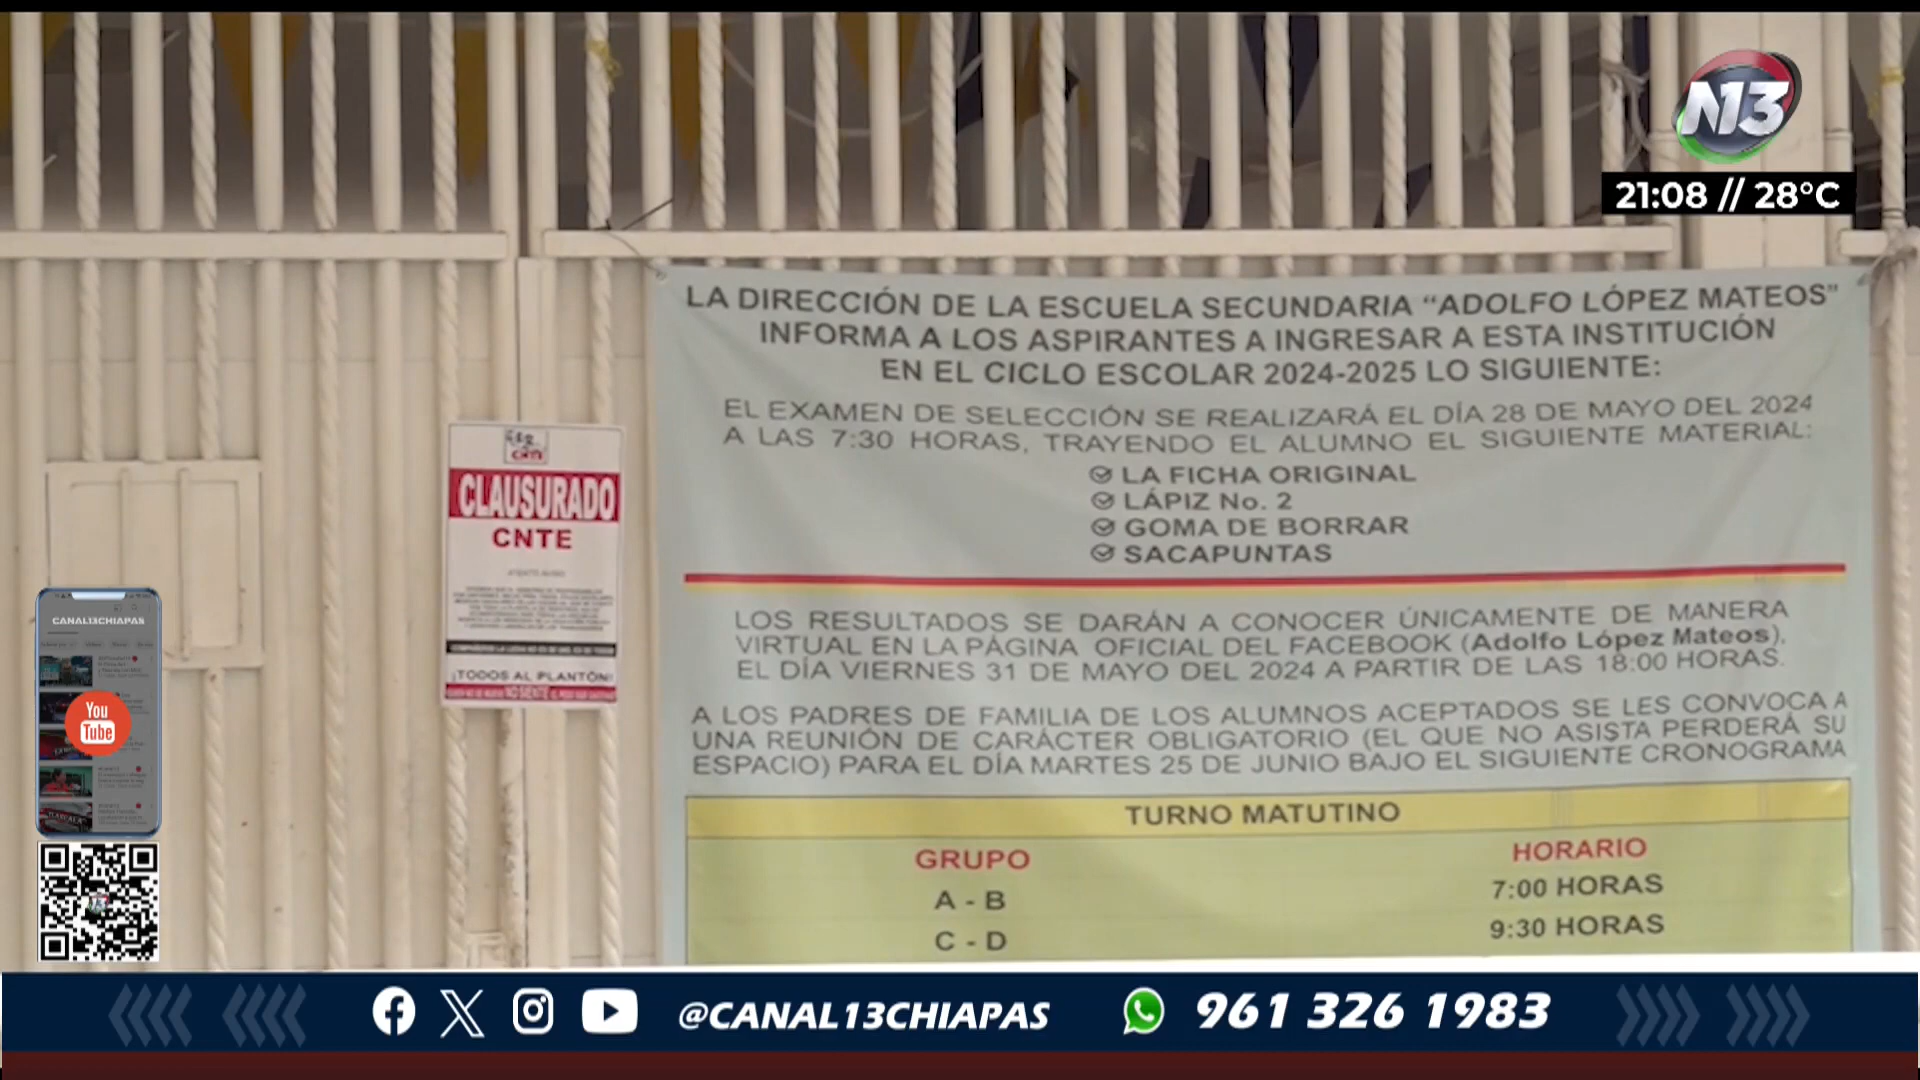 N13
21:08 // 28°C
LA DIRECCIÓN DE LA ESCUELA SECUNDARIA “ADOLFO LÓPEZ MATEOS”
INFORMA A LOS ASPIRANTES A INGRESAR A ESTA INSTITUCIÓN
EN EL CICLO ESCOLAR 2024-2025 LO SIGUIENTE:
EL EXAMEN DE SELECCIÓN SE REALIZARÁ EL DÍA 28 DE MAYO DEL 2024
A LAS 7:30 HORAS, TRAYENDO EL ALUMNO EL SIGUIENTE MATERIAL:
LA FICHA ORIGINAL
LÁPIZ No. 2
GOMA DE BORRAR
SACAPUNTAS
LOS RESULTADOS SE DARÁN A CONOCER ÚNICAMENTE DE MANERA
VIRTUAL EN LA PÁGINA OFICIAL DEL FACEBOOK (Adolfo López Mateos),
EL DÍA VIERNES 31 DE MAYO DEL 2024 A PARTIR DE LAS 18:00 HORAS.
A LOS PADRES DE FAMILIA DE LOS ALUMNOS ACEPTADOS SE LES CONVOCA A
UNA REUNIÓN DE CARÁCTER OBLIGATORIO (EL QUE NO ASISTA PERDERÁ SU
ESPACIO) PARA EL DÍA MARTES 25 DE JUNIO BAJO EL SIGUIENTE CRONOGRAMA
TURNO MATUTINO
GRUPO HORARIO
A - B 7:00 HORAS
C - D 9:30 HORAS
CLAUSURADO
CNTE
¡TODOS AL PLANTÓN!
NO SIENTE
CANAL13CHIAPAS
You
Tube
@CANAL13CHIAPAS 961 326 1983